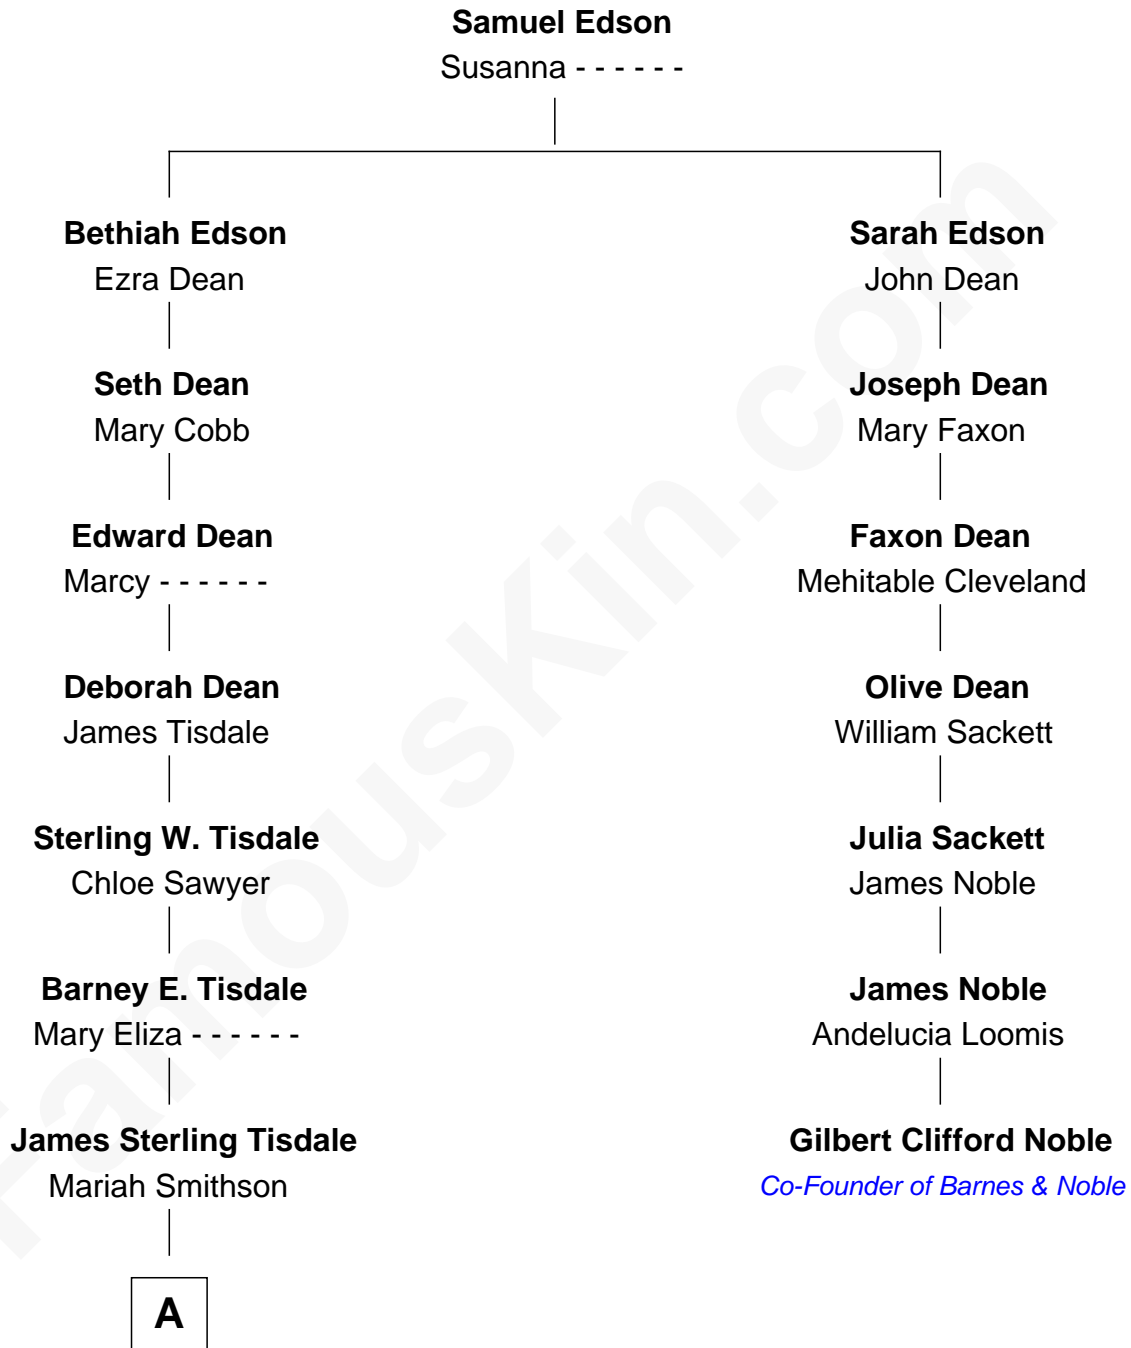 Samuel Edson
Susanna - - - - - -
Bethiah Edson
Ezra Dean
Seth Dean
Mary Cobb
Edward Dean
Marcy - - - - - -
Deborah Dean
James Tisdale
Sterling W. Tisdale
Chloe Sawyer
Barney E. Tisdale
Mary Eliza - - - - - -
James Sterling Tisdale
Mariah Smithson
A
Sarah Edson
John Dean
Joseph Dean
Mary Faxon
Faxon Dean
Mehitable Cleveland
Olive Dean
William Sackett
Julia Sackett
James Noble
James Noble
Andelucia Loomis
Gilbert Clifford Noble
Co-Founder of Barnes & Noble
FamousKin.com